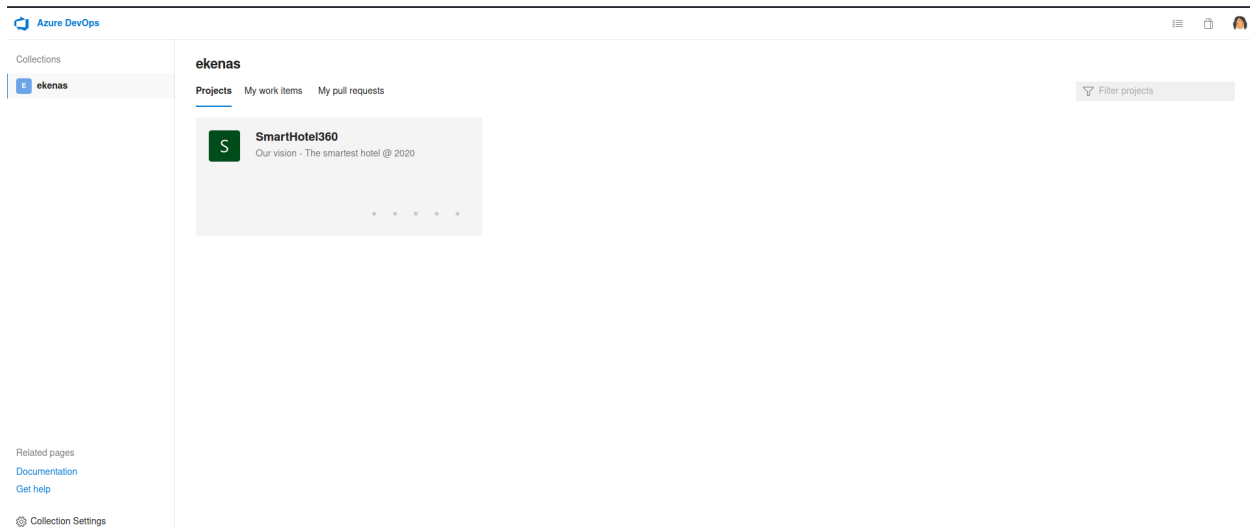 Azure DevOps
Collections
E ekenas
ekenas
Projects My work items My pull requests
Filter projects
S
SmartHotel360
Our vision - The smartest hotel @ 2020
Related pages
Documentation
Get help
Collection Settings